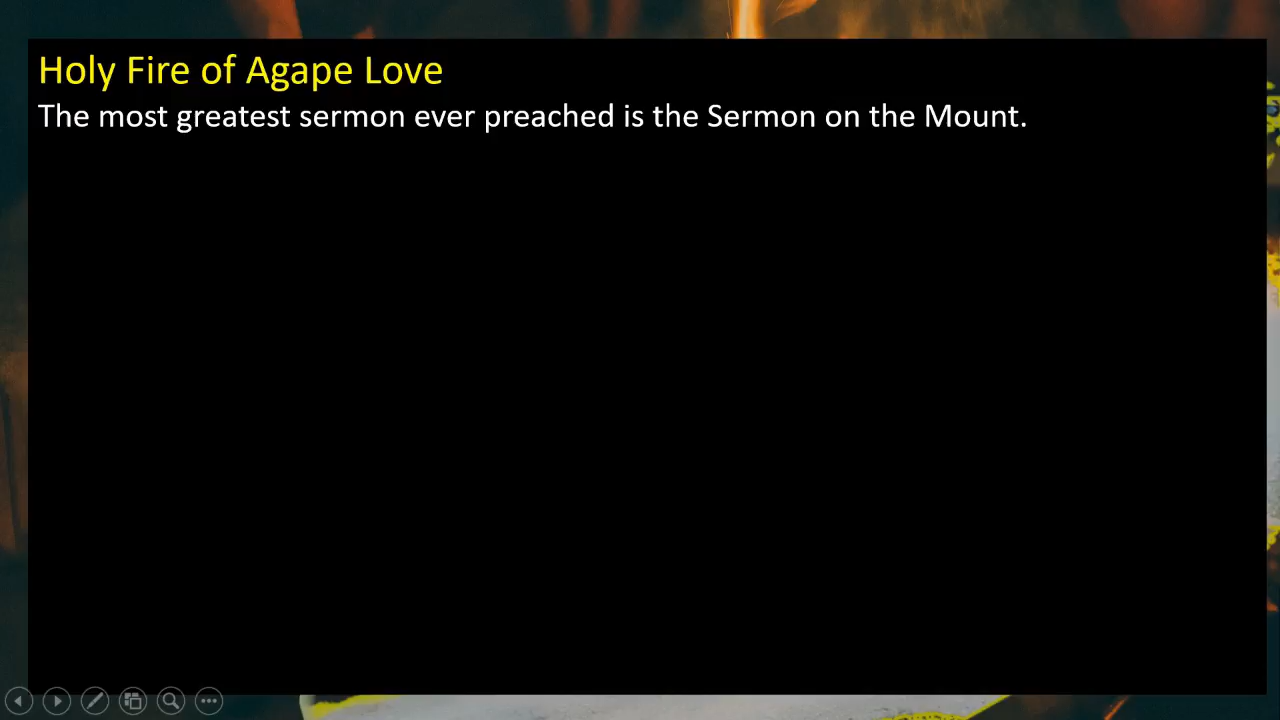 Holy Fire of Agape Love
The most greatest sermon ever preached is the Sermon on the Mount.